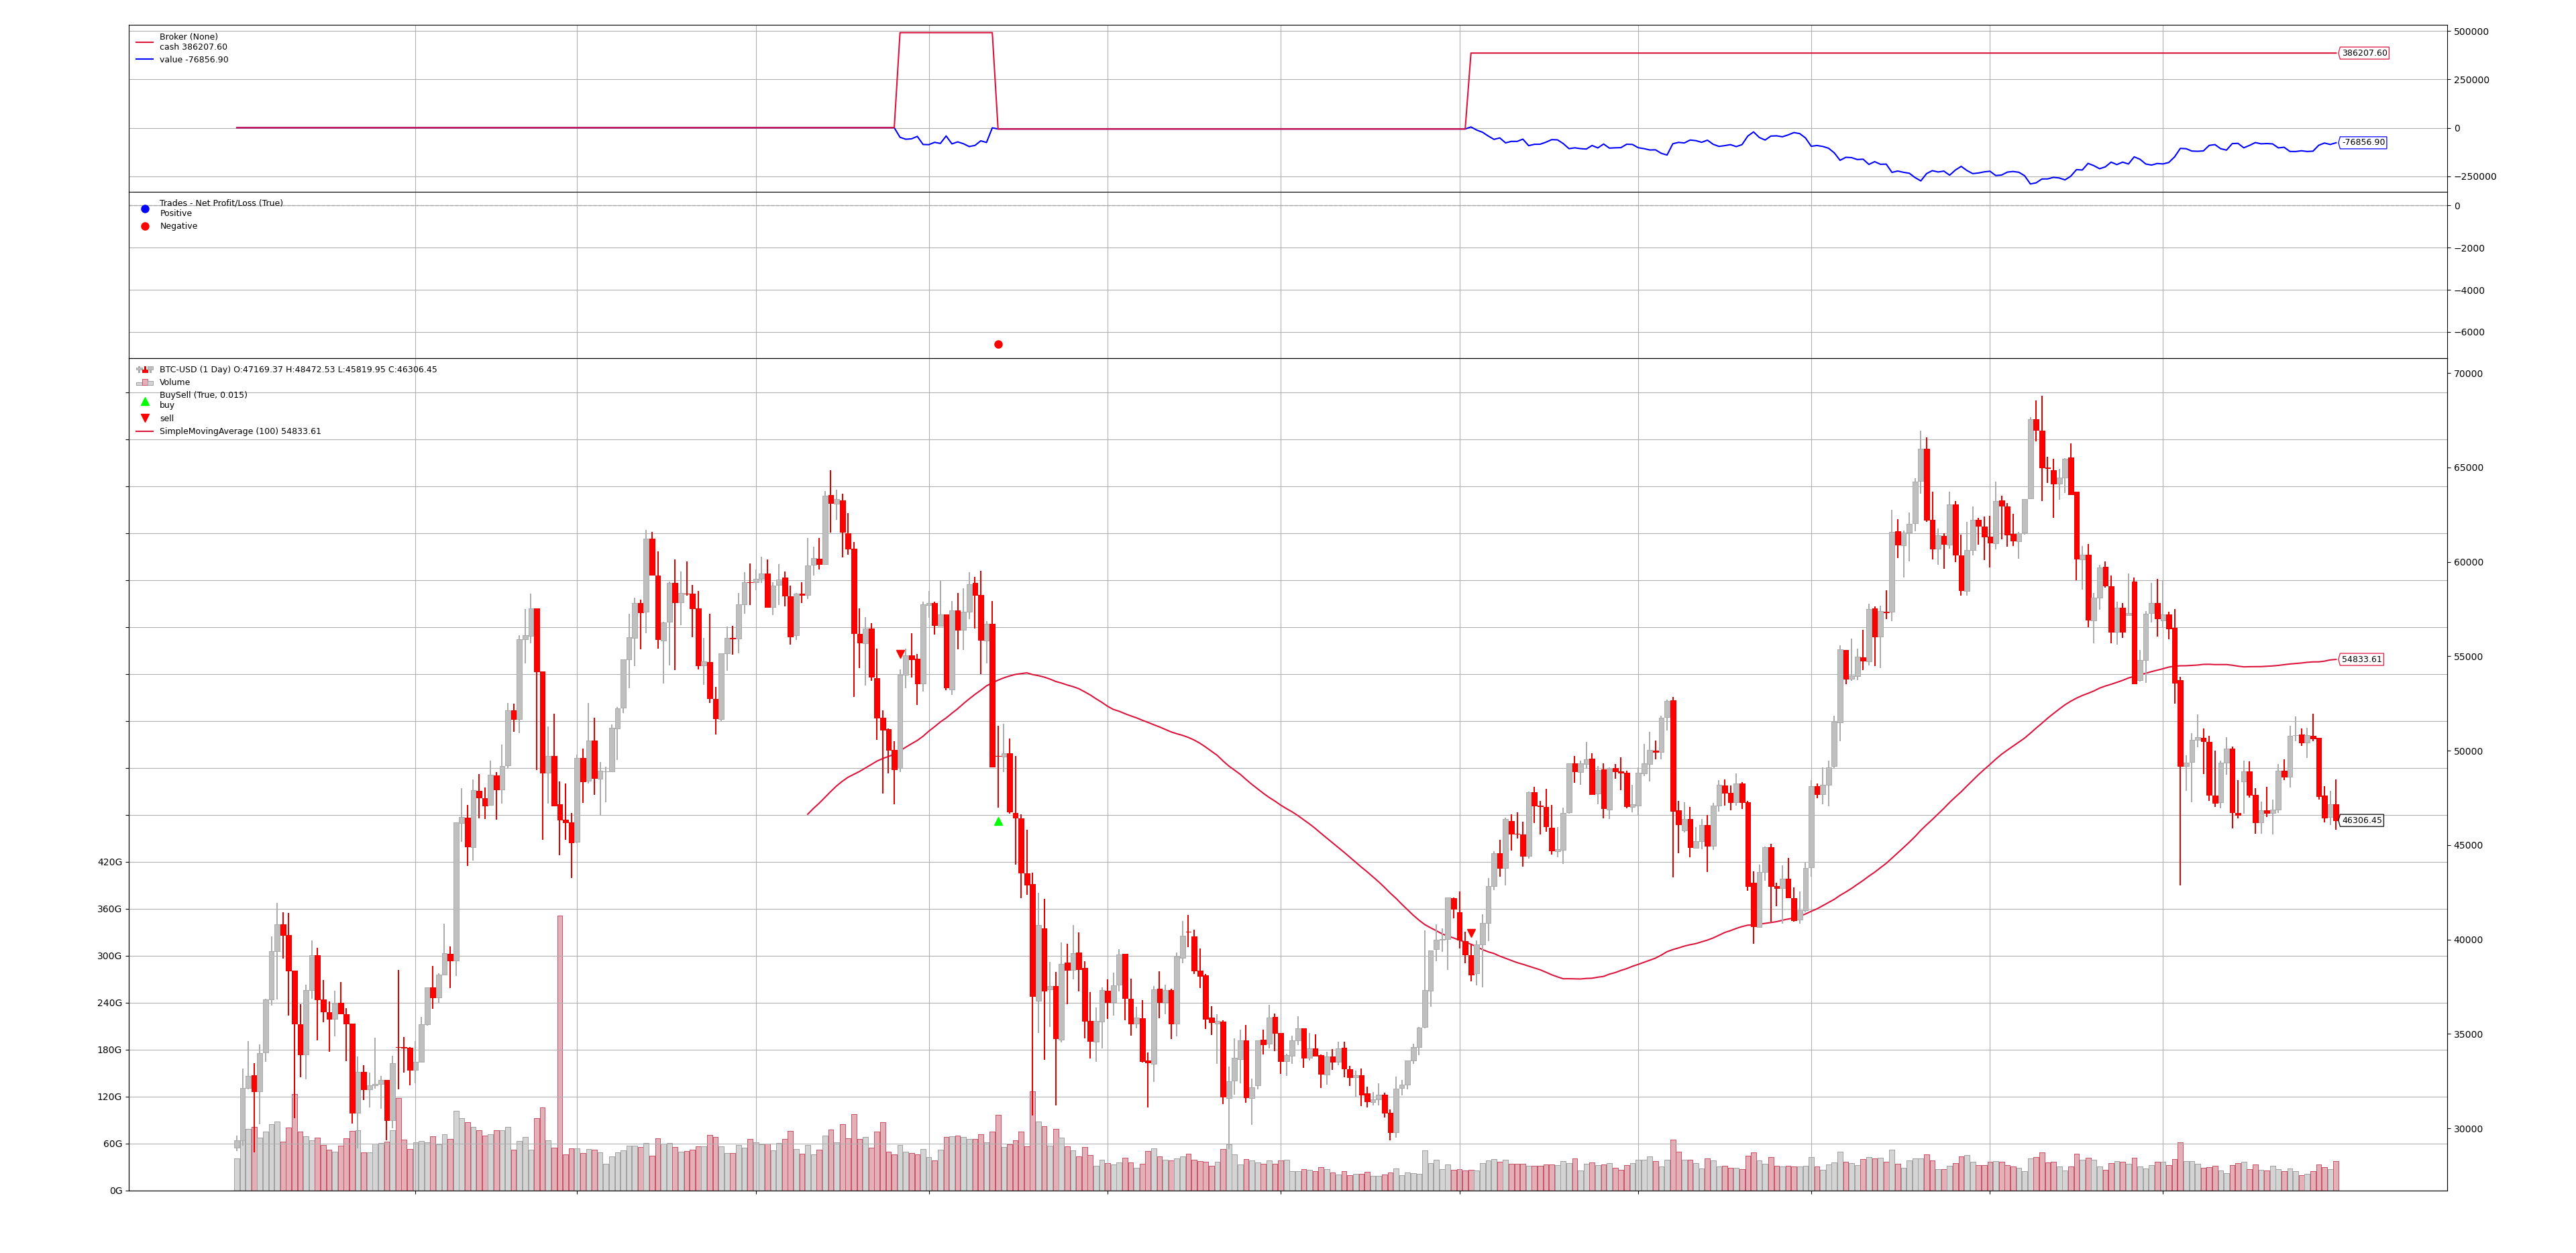 Broker (None)
cash 386207.60
value -76856.90
500000
386207.60
250000
0
-76856.90
−250000
Trades - Net Profit/Loss (True)
Positive
Negative
0
−2000
−4000
−6000
BTC-USD (1 Day) O:47169.37 H:48472.53 L:45819.95 C:46306.45
Volume
BuySell (True, 0.015)
buy
sell
SimpleMovingAverage (100) 54833.61
70000
65000
60000
55000
54833.61
50000
46306.45
45000
40000
35000
30000
420G
360G
300G
240G
180G
120G
60G
0G